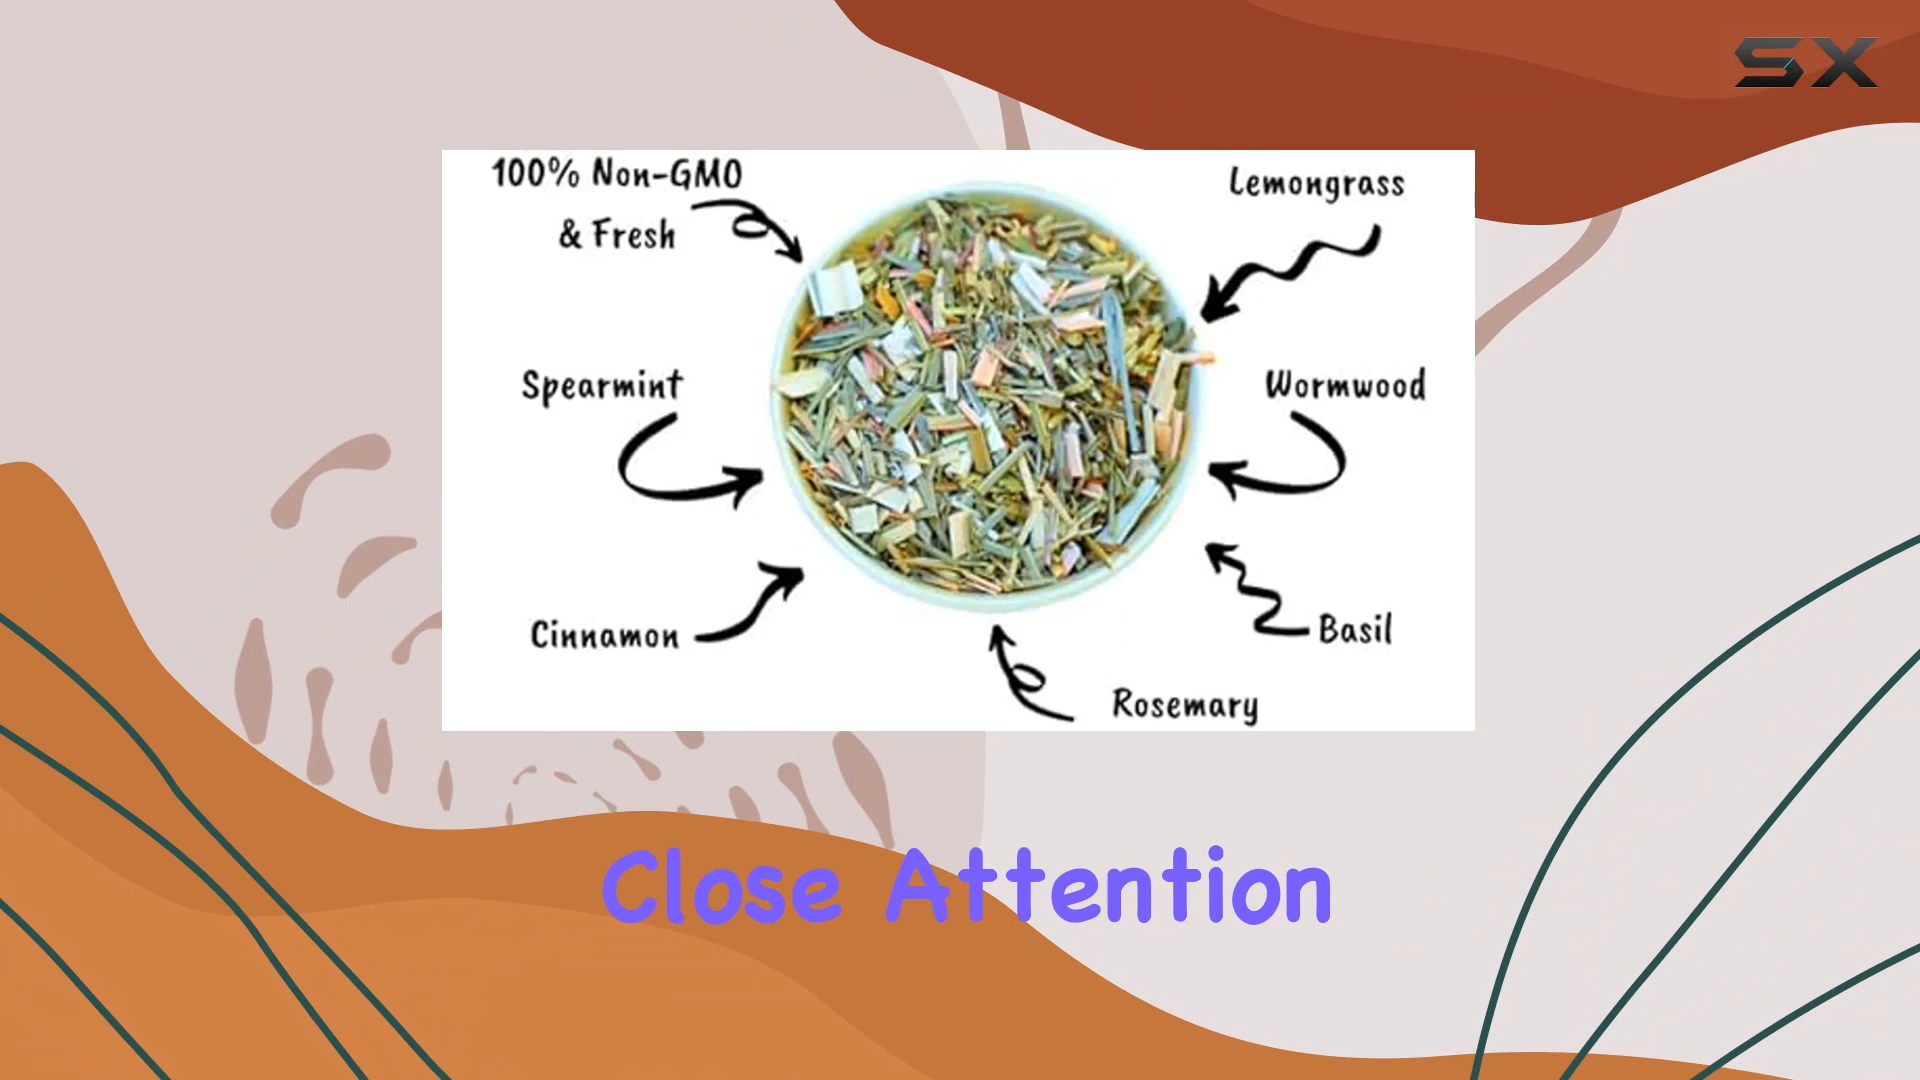 SX
100% Non-GMO
& Fresh
Lemongrass
Spearmint
Wormwood
Cinnamon
Basil
Rosemary
Close Attention